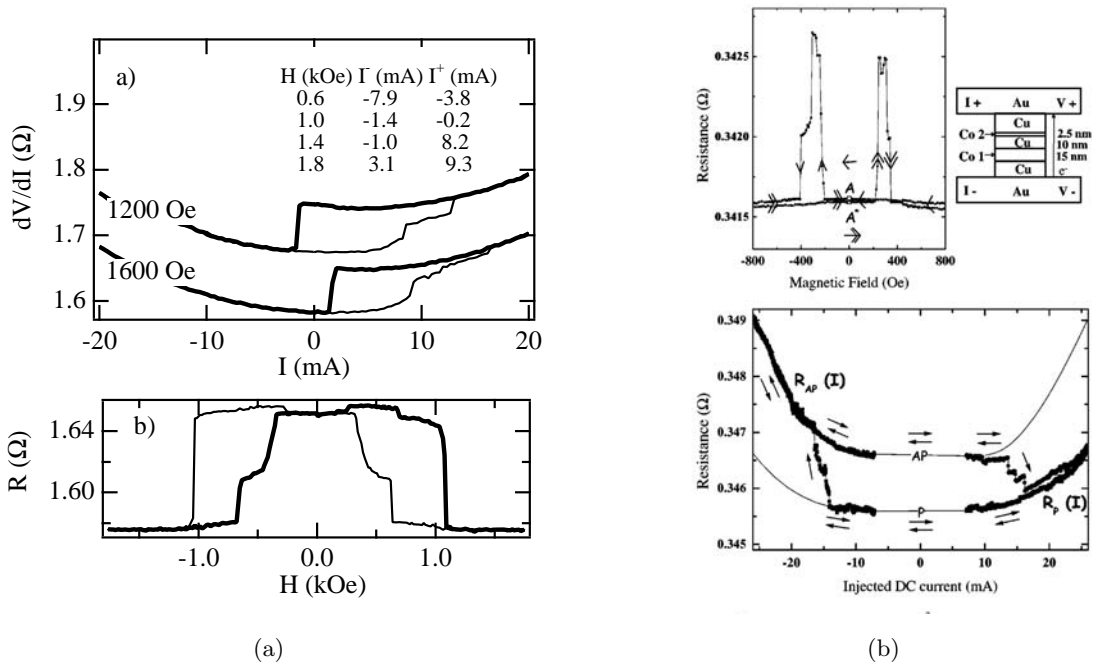 a)
H (kOe) I⁻ (mA) I⁺ (mA)
0.6 -7.9 -3.8
1.0 -1.4 -0.2
1.4 -1.0 8.2
1.8 3.1 9.3
dV/dI (Ω)
1.9
1.8
1.7
1.6
1200 Oe
1600 Oe
-20 -10 0 10 20
I (mA)
b)
R (Ω)
1.64
1.60
-1.0 0.0 1.0
H (kOe)
(a)
Resistance (Ω)
0.3425
0.3420
0.3415
A
A*
-800 -400 0 400 800
Magnetic Field (Oe)
I + Au V +
Cu
Co 2 2.5 nm
Cu 10 nm
Co 1 15 nm
Cu e⁻
I - Au V -
Resistance (Ω)
0.349
0.348
0.347
0.346
0.345
R_AP (I)
AP
P
R_P (I)
-20 -10 0 10 20
Injected DC current (mA)
(b)